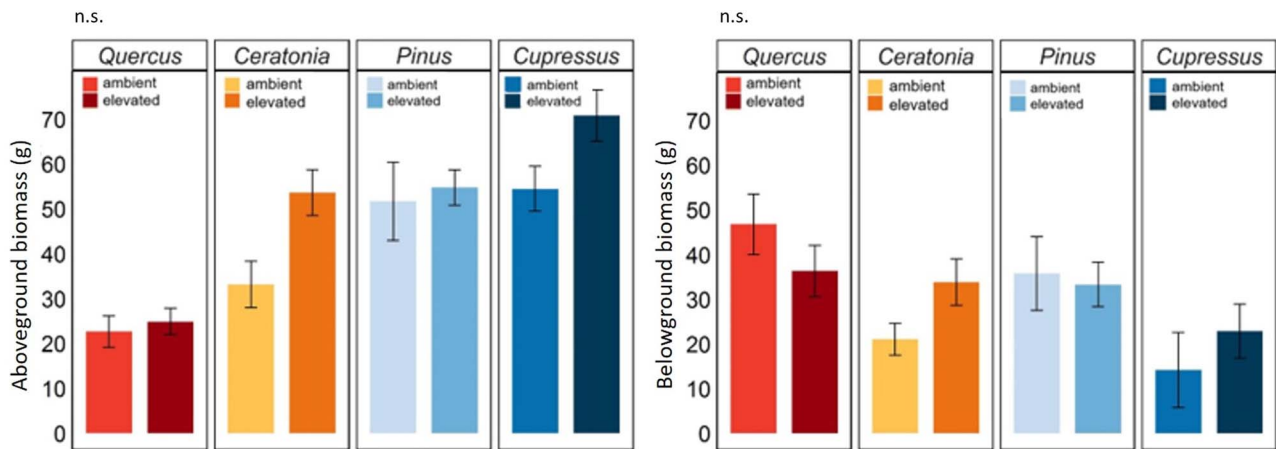 n.s.
Quercus
Ceratonia
Pinus
Cupressus
ambient
elevated
ambient
elevated
ambient
elevated
ambient
elevated
Aboveground biomass (g)
70
60
50
40
30
20
10
0
n.s.
Quercus
Ceratonia
Pinus
Cupressus
ambient
elevated
ambient
elevated
ambient
elevated
ambient
elevated
Belowground biomass (g)
70
60
50
40
30
20
10
0